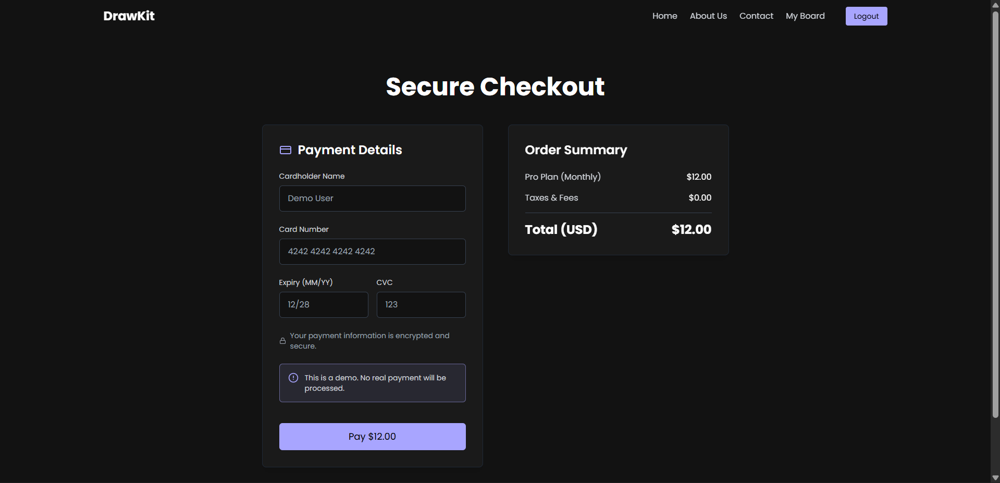 DrawKit
Home
About Us
Contact
My Board
Logout
Secure Checkout
Payment Details
Cardholder Name
Demo User
Card Number
4242 4242 4242 4242
Expiry (MM/YY)
CVC
12/28
123
Your payment information is encrypted and
secure.
This is a demo. No real payment will be
processed.
Pay $12.00
Order Summary
Pro Plan (Monthly) $12.00
Taxes & Fees $0.00
Total (USD) $12.00